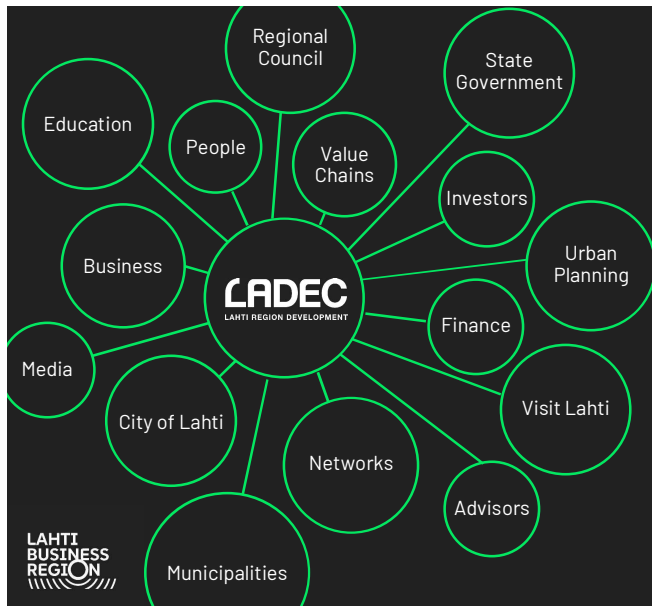 Regional
Council
State
Government
Education
People
Value
Chains
Investors
Urban
Planning
Business
LADEC
LAHTI REGION DEVELOPMENT
Finance
Media
Visit Lahti
City of Lahti
Networks
Advisors
Municipalities
LAHTI
BUSINESS
REGION